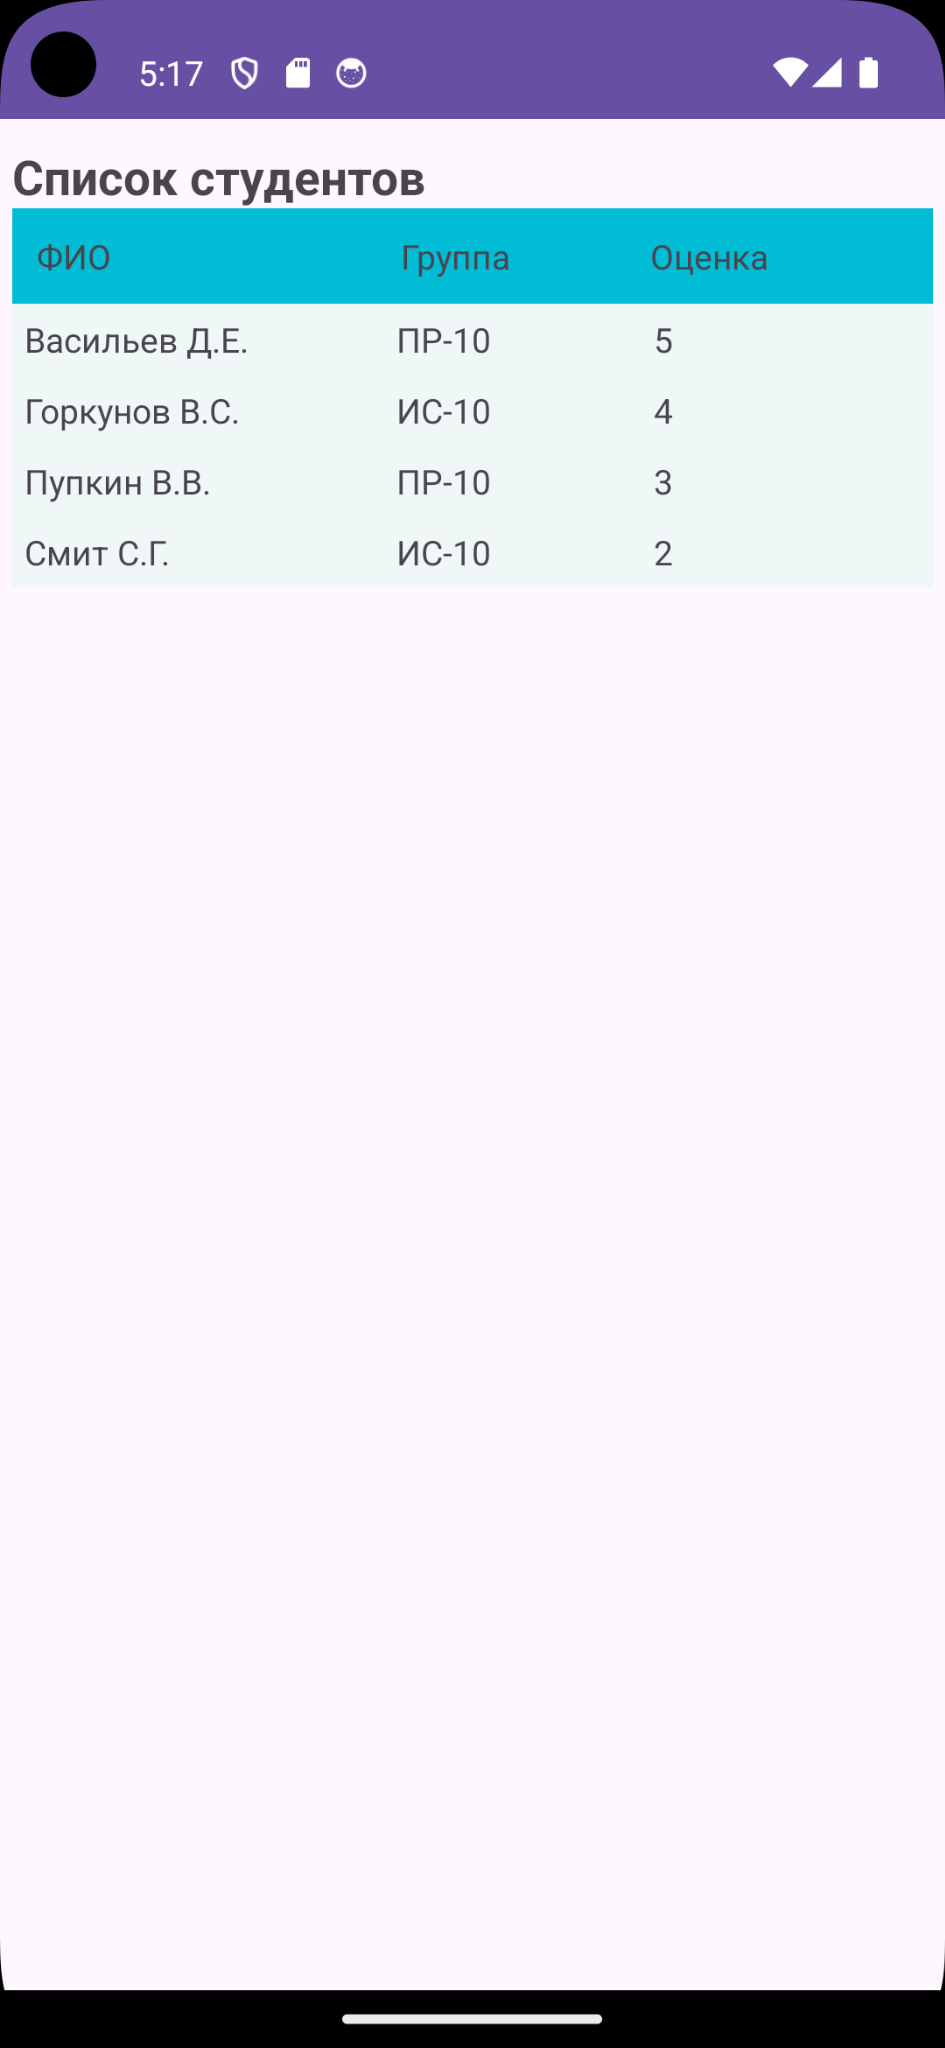 5:17
Список студентов
ФИО Группа Оценка
Васильев Д.Е. ПР-10 5
Горкунов В.С. ИС-10 4
Пупкин В.В. ПР-10 3
Смит С.Г. ИС-10 2